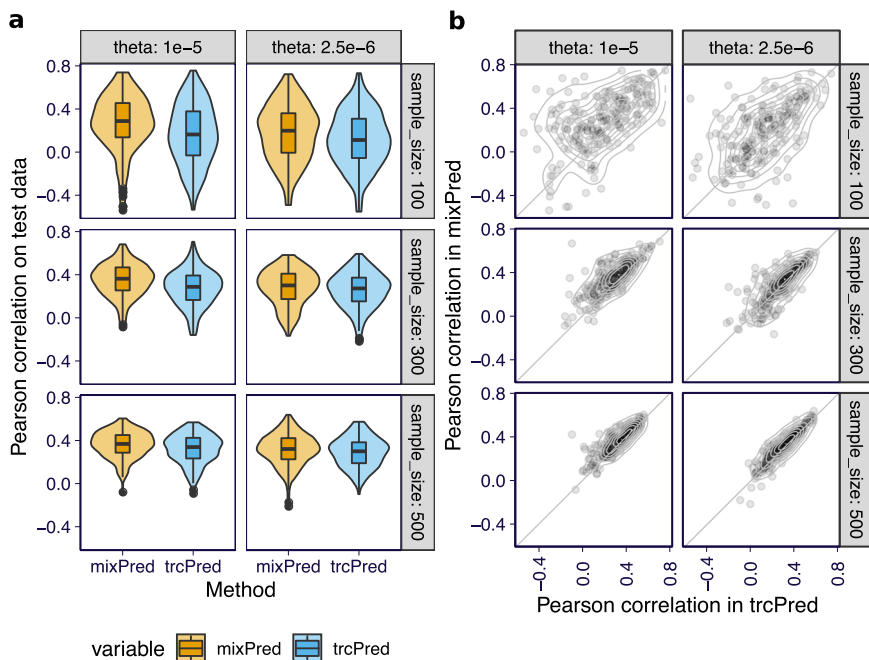 a
theta: 1e-5
theta: 2.5e-6
Pearson correlation on test data
0.8
0.4
0.0
−0.4
sample_size: 100
0.8
0.4
0.0
−0.4
sample_size: 300
0.8
0.4
0.0
−0.4
sample_size: 500
mixPred
trcPred
mixPred
trcPred
Method
variable
mixPred
trcPred
b
theta: 1e-5
theta: 2.5e-6
Pearson correlation in mixPred
0.8
0.4
0.0
−0.4
sample_size: 100
0.8
0.4
0.0
−0.4
sample_size: 300
0.8
0.4
0.0
−0.4
sample_size: 500
−0.4
0.0
0.4
0.8
−0.4
0.0
0.4
0.8
Pearson correlation in trcPred